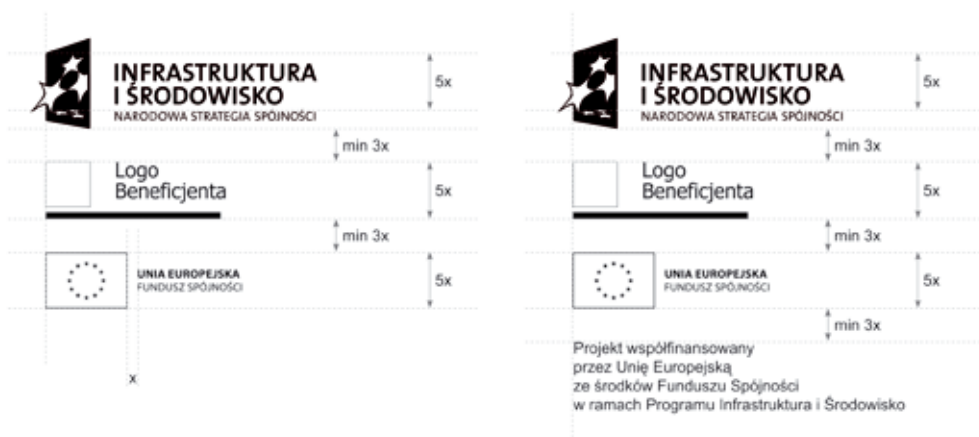 INFRASTRUKTURA
I ŚRODOWISKO
NARODOWA STRATEGIA SPÓJNOŚCI
5x
min 3x
Logo
Beneficjenta
5x
min 3x
UNIA EUROPEJSKA
FUNDUSZ SPÓJNOŚCI
5x
x
INFRASTRUKTURA
I ŚRODOWISKO
NARODOWA STRATEGIA SPÓJNOŚCI
5x
min 3x
Logo
Beneficjenta
5x
min 3x
UNIA EUROPEJSKA
FUNDUSZ SPÓJNOŚCI
5x
min 3x
Projekt współfinansowany
przez Unię Europejską
ze środków Funduszu Spójności
w ramach Programu Infrastruktura i Środowisko